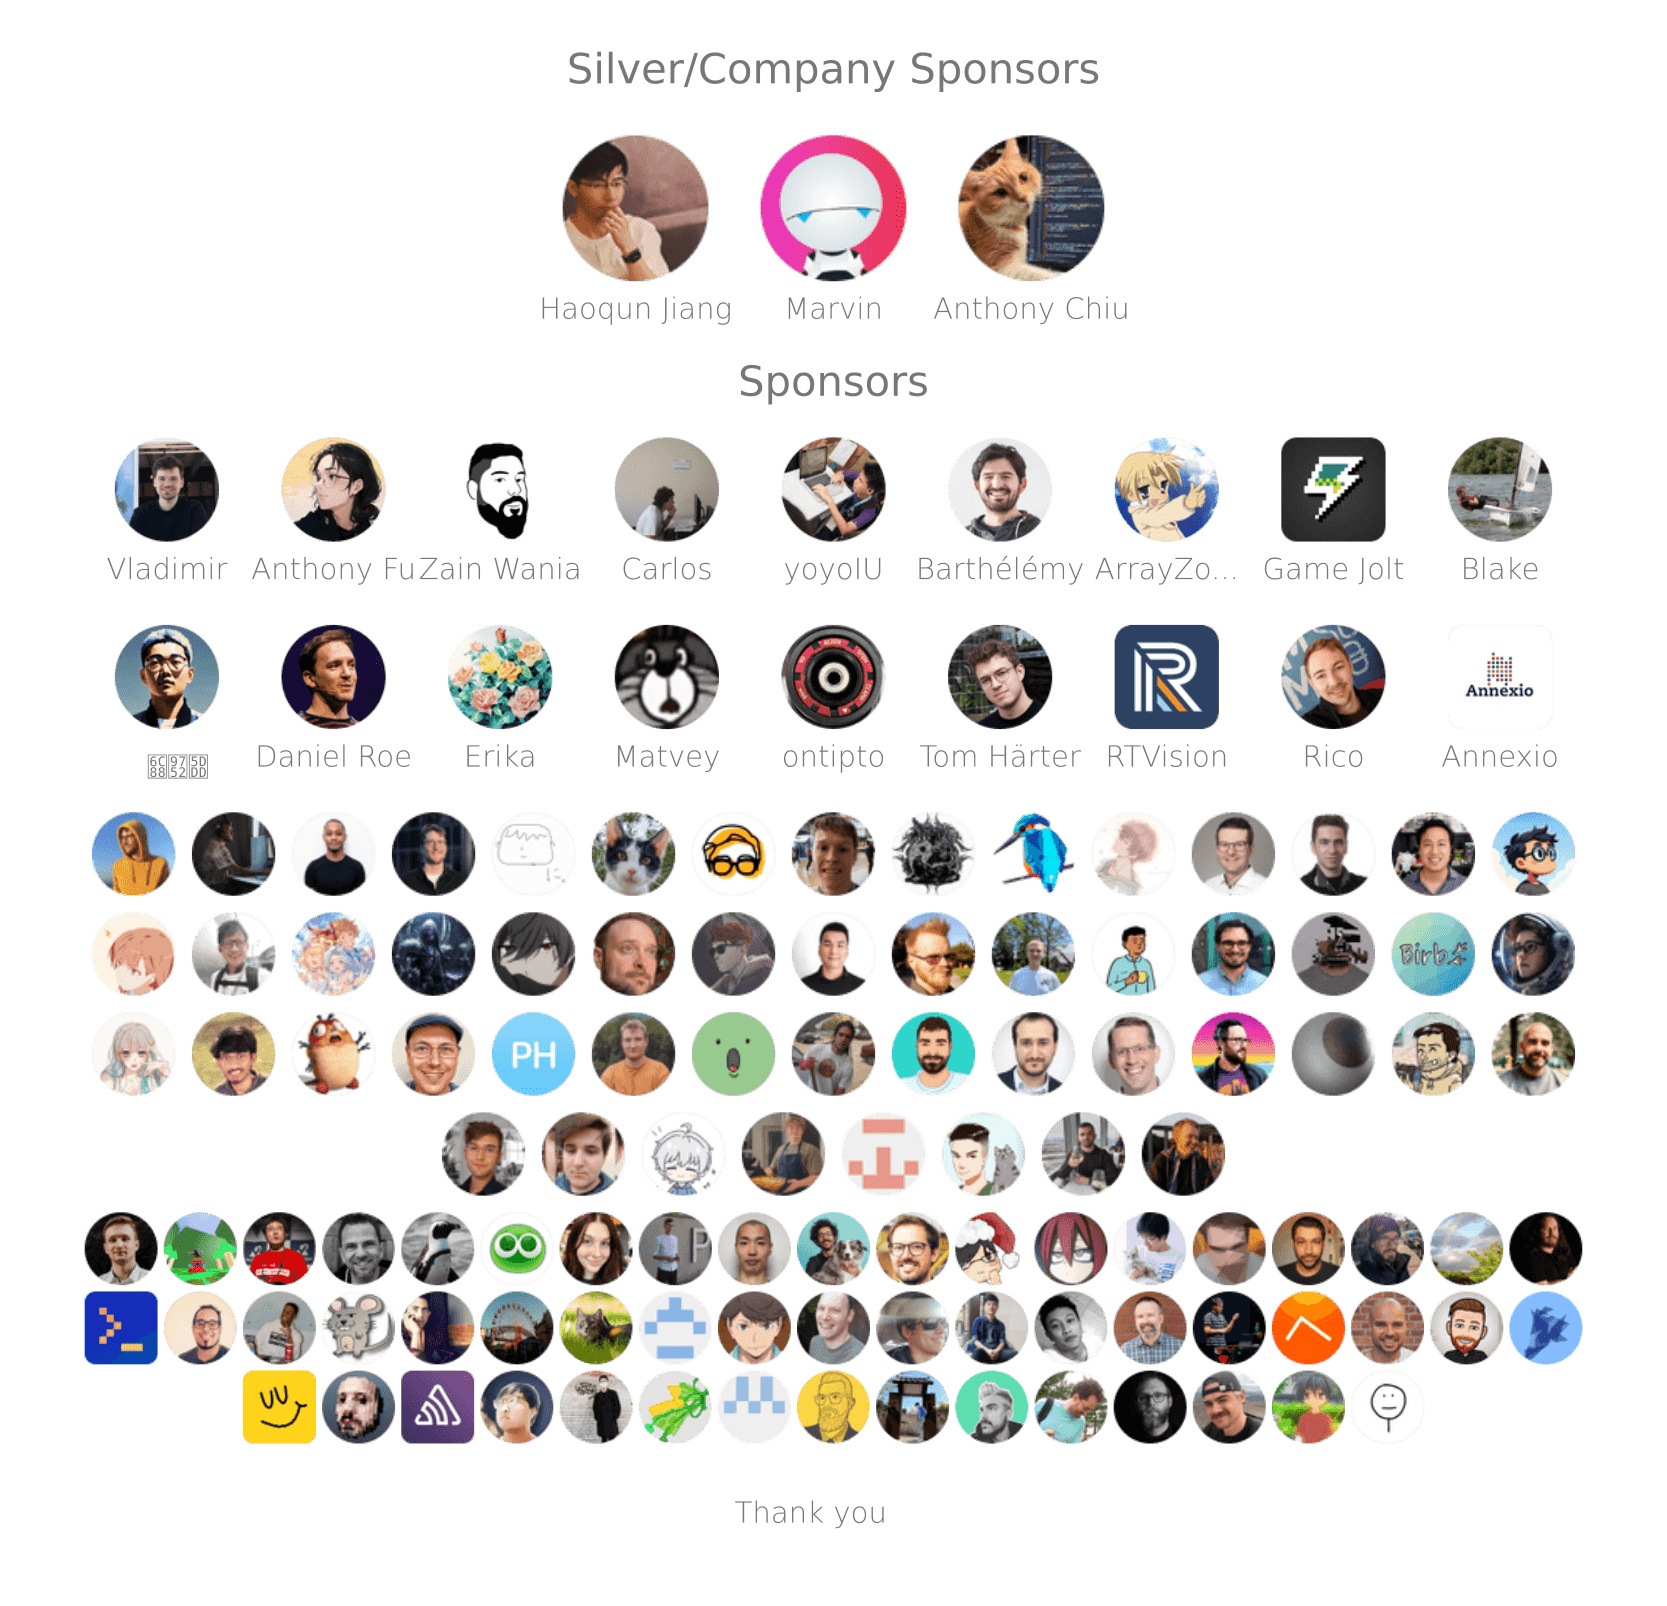 Silver/Company Sponsors
Haoqun Jiang Marvin Anthony Chiu
Sponsors
Vladimir Anthony Fu Zain Wania Carlos yoyoIU Barthélémy ArrayZo... Game Jolt Blake
Annexio
Daniel Roe Erika Matvey ontipto Tom Härter RTVision Rico Annexio
Birb
PH
Thank you